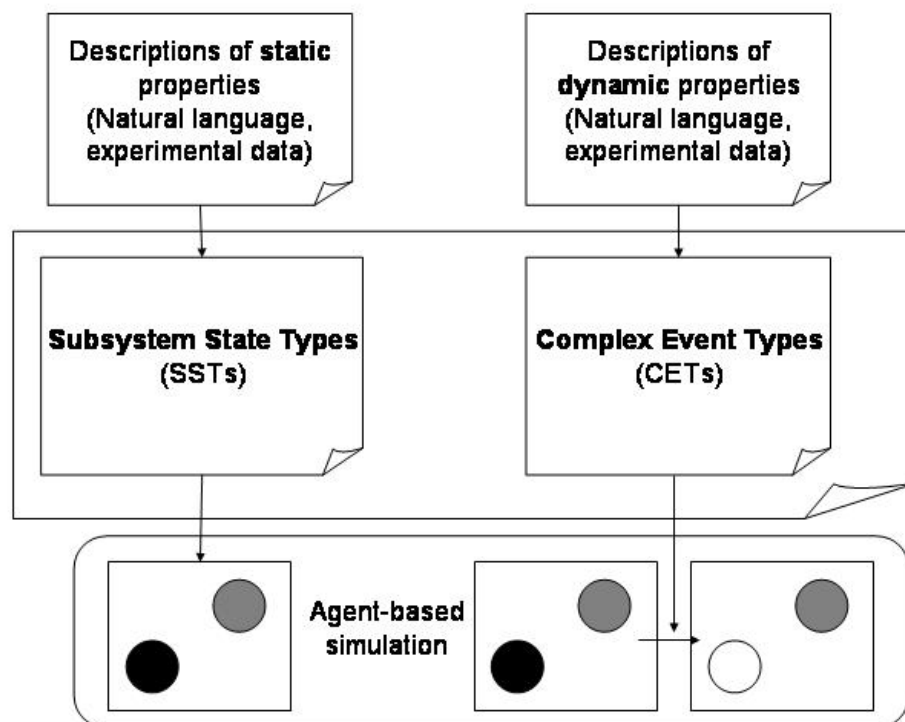 Descriptions of static
properties
(Natural language,
experimental data)
Descriptions of
dynamic properties
(Natural language,
experimental data)
Subsystem State Types
(SSTs)
Complex Event Types
(CETs)
Agent-based
simulation